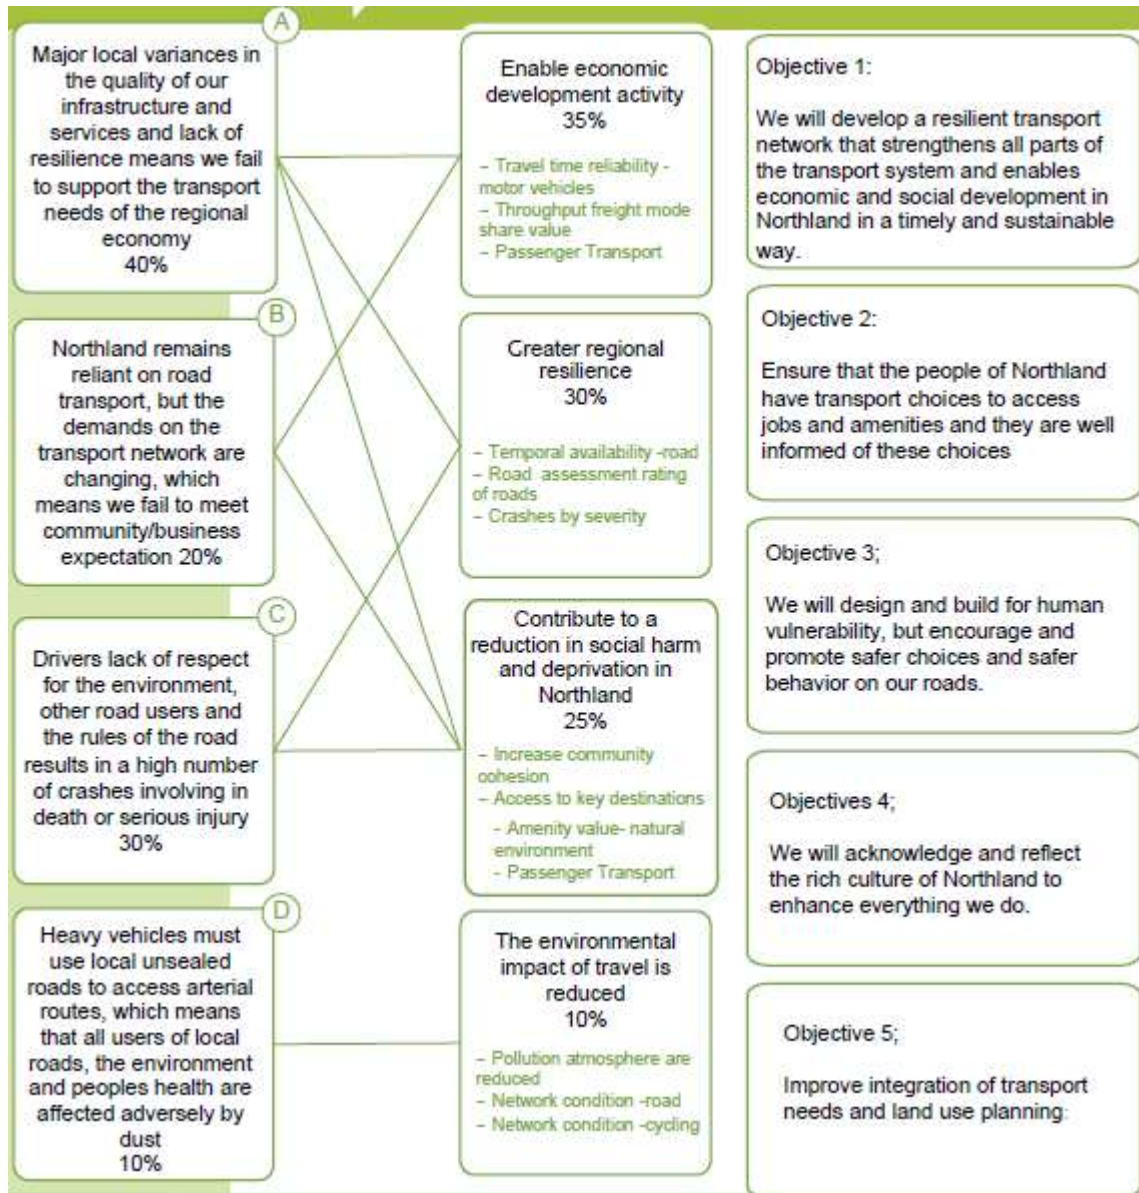 A
Major local variances in
the quality of our
infrastructure and
services and lack of
resilience means we fail
to support the transport
needs of the regional
economy
40%
B
Northland remains
reliant on road
transport, but the
demands on the
transport network are
changing, which
means we fail to meet
community/business
expectation 20%
C
Drivers lack of respect
for the environment,
other road users and
the rules of the road
results in a high number
of crashes involving in
death or serious injury
30%
D
Heavy vehicles must
use local unsealed
roads to access arterial
routes, which means
that all users of local
roads, the environment
and peoples health are
affected adversely by
dust
10%
Enable economic
development activity
35%
– Travel time reliability -
motor vehicles
– Throughput freight mode
share value
– Passenger Transport
Greater regional
resilience
30%
– Temporal availability -road
– Road assessment rating
of roads
– Crashes by severity
Contribute to a
reduction in social harm
and deprivation in
Northland
25%
– Increase community
cohesion
– Access to key destinations
– Amenity value- natural
environment
– Passenger Transport
The environmental
impact of travel is
reduced
10%
– Pollution atmosphere are
reduced
– Network condition -road
– Network condition -cycling
Objective 1:
We will develop a resilient transport
network that strengthens all parts of
the transport system and enables
economic and social development in
Northland in a timely and sustainable
way.
Objective 2:
Ensure that the people of Northland
have transport choices to access
jobs and amenities and they are well
informed of these choices
Objective 3;
We will design and build for human
vulnerability, but encourage and
promote safer choices and safer
behavior on our roads.
Objectives 4;
We will acknowledge and reflect
the rich culture of Northland to
enhance everything we do.
Objective 5;
Improve integration of transport
needs and land use planning.